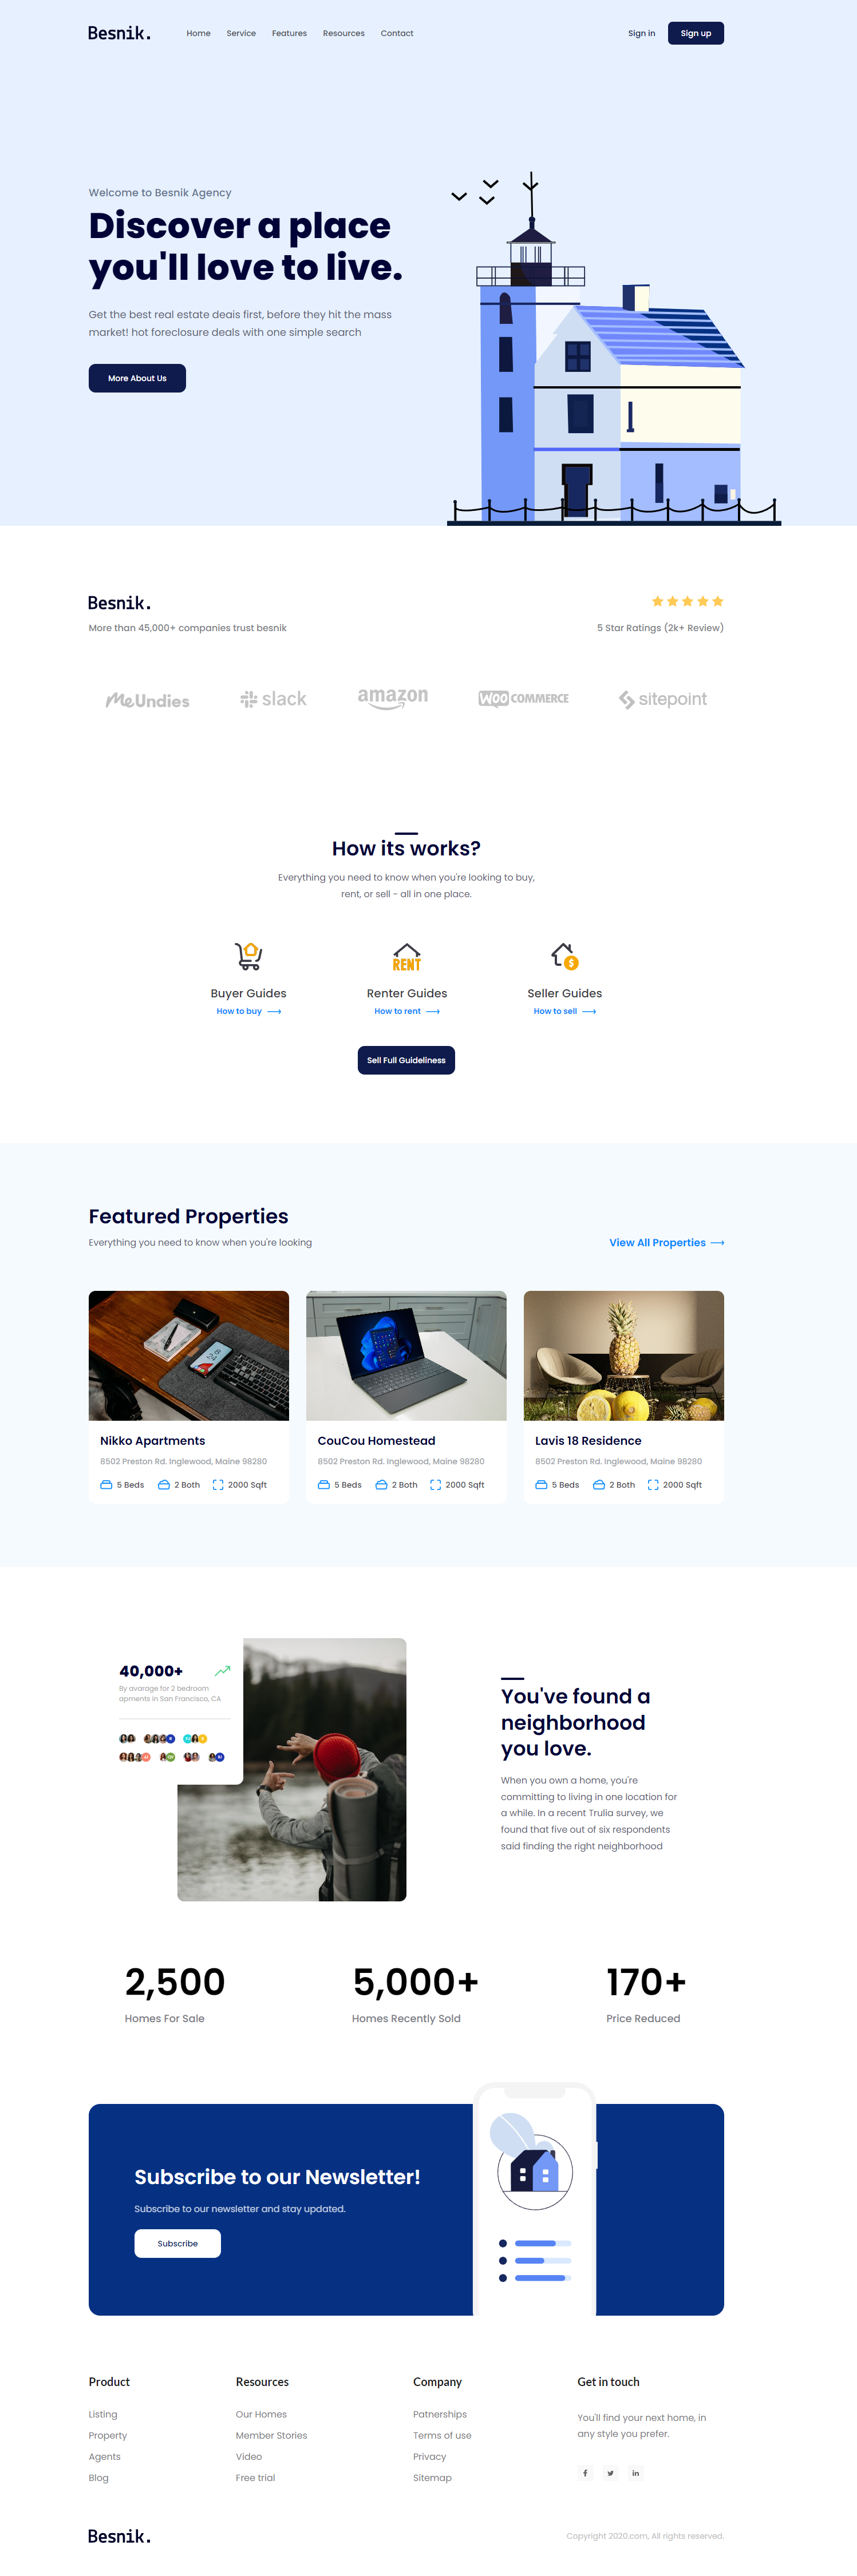 Besnik.
Home Service Features Resources Contact
Sign in Sign up
Welcome to Besnik Agency
Discover a place
you'll love to live.
Get the best real estate deais first, before they hit the mass
market! hot foreclosure deals with one simple search
More About Us
Besnik.
More than 45,000+ companies trust besnik
5 Star Ratings (2k+ Review)
MeUndies slack amazon WOO COMMERCE sitepoint
How its works?
Everything you need to know when you're looking to buy,
rent, or sell - all in one place.
RENT
$
Buyer Guides Renter Guides Seller Guides
How to buy How to rent How to sell
Sell Full Guideliness
Featured Properties
Everything you need to know when you're looking
View All Properties
Nikko Apartments
8502 Preston Rd. Inglewood, Maine 98280
5 Beds 2 Both 2000 Sqft
CouCou Homestead
8502 Preston Rd. Inglewood, Maine 98280
5 Beds 2 Both 2000 Sqft
Lavis 18 Residence
8502 Preston Rd. Inglewood, Maine 98280
5 Beds 2 Both 2000 Sqft
40,000+
By avarage for 2 bedroom
apments in San Francisco, CA
You've found a
neighborhood
you love.
When you own a home, you're
committing to living in one location for
a while. In a recent Trulia survey, we
found that five out of six respondents
said finding the right neighborhood
2,500
Homes For Sale
5,000+
Homes Recently Sold
170+
Price Reduced
Subscribe to our Newsletter!
Subscribe to our newsletter and stay updated.
Subscribe
Product
Listing
Property
Agents
Blog
Resources
Our Homes
Member Stories
Video
Free trial
Company
Patnerships
Terms of use
Privacy
Sitemap
Get in touch
You'll find your next home, in
any style you prefer.
Besnik.
Copyright 2020.com, All rights reserved.